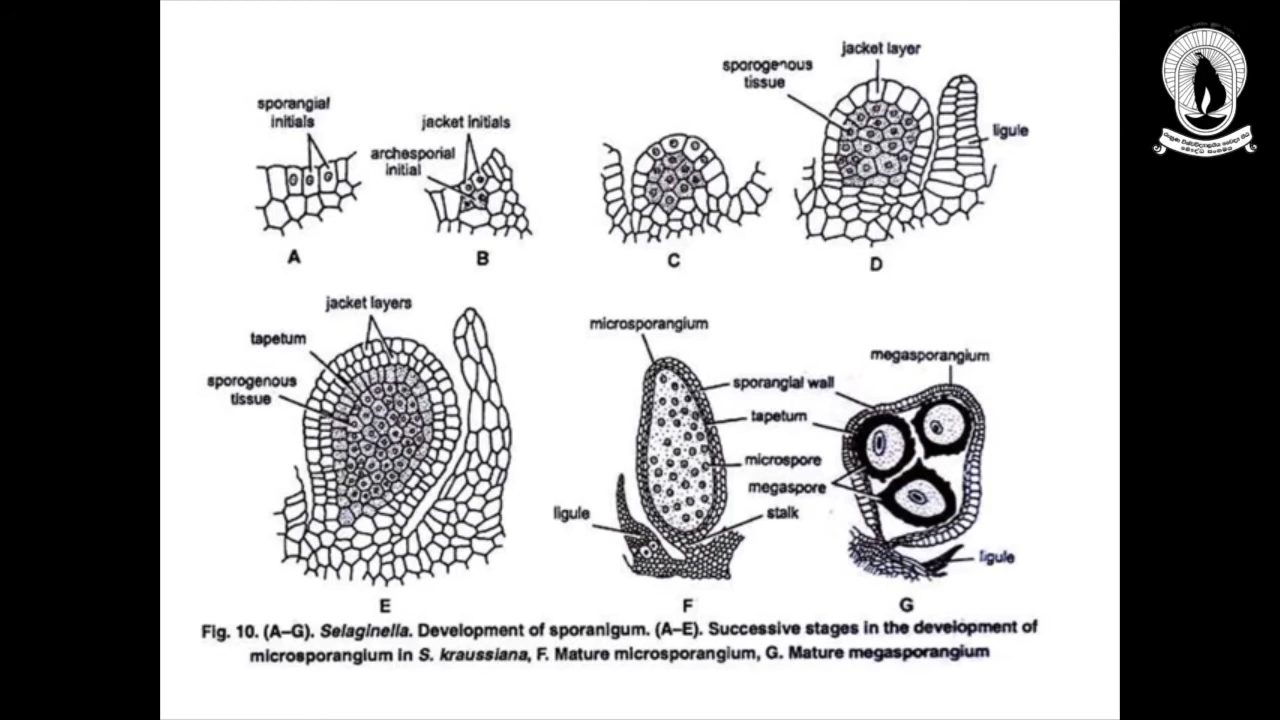 jacket layer
sporogenous
tissue
sporangial
initials
jacket initials
archesporial
initial
ligule
A
B
C
D
jacket layers
tapetum
sporogenous
tissue
microsporangium
megasporangium
sporangial wall
tapetum
microspore
megaspore
ligule
stalk
ligule
E
F
G
Fig. 10. (A–G). Selaginella. Development of sporanigum. (A–E). Successive stages in the development of
microsporangium in S. kraussiana, F. Mature microsporangium, G. Mature megasporangium